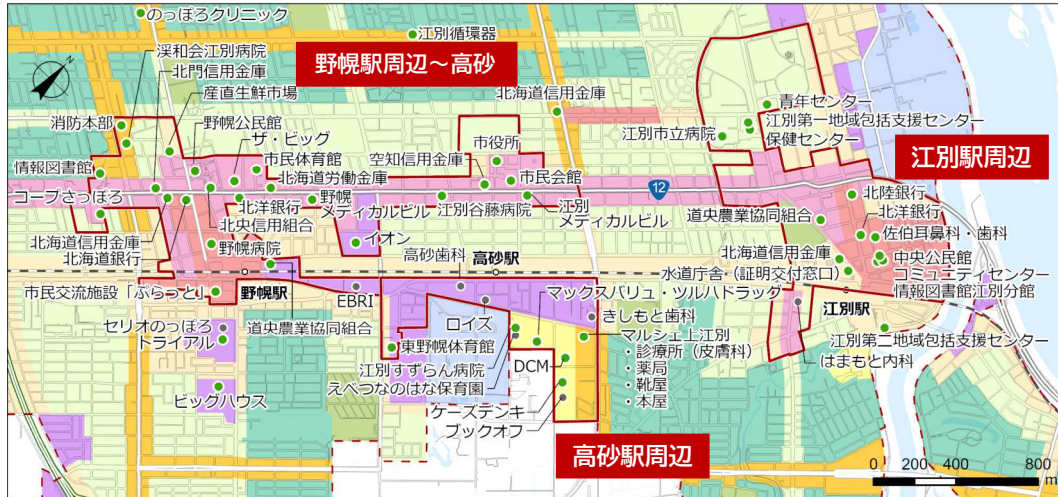 のっぽろクリニック
江別循環器
渓和会江別病院
野幌駅周辺～高砂
北門信用金庫
産直生鮮市場
北海道信用金庫
青年センター
消防本部
野幌公民館
市役所
江別第一地域包括支援センター
江別市立病院
保健センター
ザ・ビッグ
江別駅周辺
情報図書館
市民体育館
空知信用金庫
市民会館
北海道労働金庫
12
コープさっぽろ
北洋銀行
野幌
メディカルビル
江別谷藤病院
江別
メディカルビル
北陸銀行
道央農業協同組合
北洋銀行
北央信用組合
佐伯耳鼻科・歯科
北海道信用金庫
野幌病院
イオン
北海道銀行
高砂歯科
高砂駅
北海道信用金庫
中央公民館
水道庁舎（証明交付窓口）
コミュニティセンター
市民交流施設「ぷらっと」
野幌駅
EBRI
マックスバリュ・ツルハドラッグ
情報図書館江別分館
江別駅
セリオのっぽろ
道央農業協同組合
ロイズ
きしもと歯科
トライアル
東野幌体育館
マルシェ上江別
・診療所（皮膚科）
・薬局
・靴屋
・本屋
江別第二地域包括支援センター
江別すずらん病院
DCM
はまもと内科
えべつなのはな保育園
ビッグハウス
ケーズデンキ
ブックオフ
高砂駅周辺
0 200 400 800
m